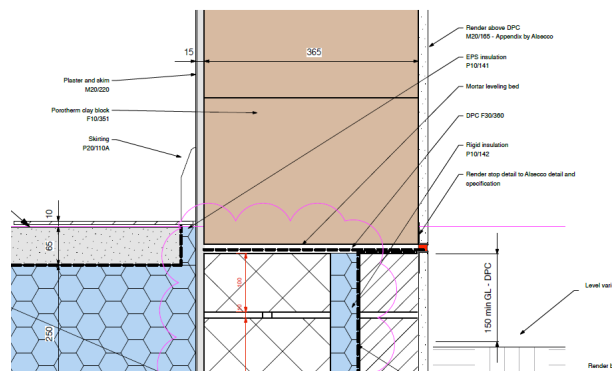 Render above DPC
M20/165 - Appendix by Alsecco
15
365
EPS insulation
P10/141
Plaster and skim
M20/220
Mortar leveling bed
Porotherm clay block
F10/351
DPC F30/360
Skirting
P20/110A
Rigid insulation
P10/142
Render stop detail to Alsecco detail and
specification
10
65
250
100
150 min GL - DPC
Level vari
Render b